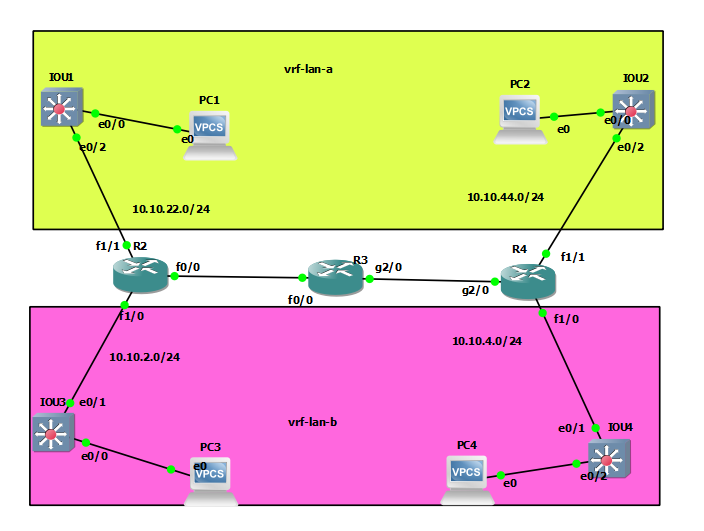 vrf-lan-a
IOU1
PC1
VPCS
e0/0
e0
e0/2
PC2
VPCS
IOU2
e0/0
e0
e0/2
10.10.22.0/24
10.10.44.0/24
f1/1
R2
f0/0
R3
g2/0
f0/0
R4
f1/1
g2/0
f1/0
f1/0
10.10.2.0/24
10.10.4.0/24
vrf-lan-b
IOU3
e0/1
e0/0
PC3
e0
VPCS
PC4
VPCS
e0
e0/1
IOU4
e0/2